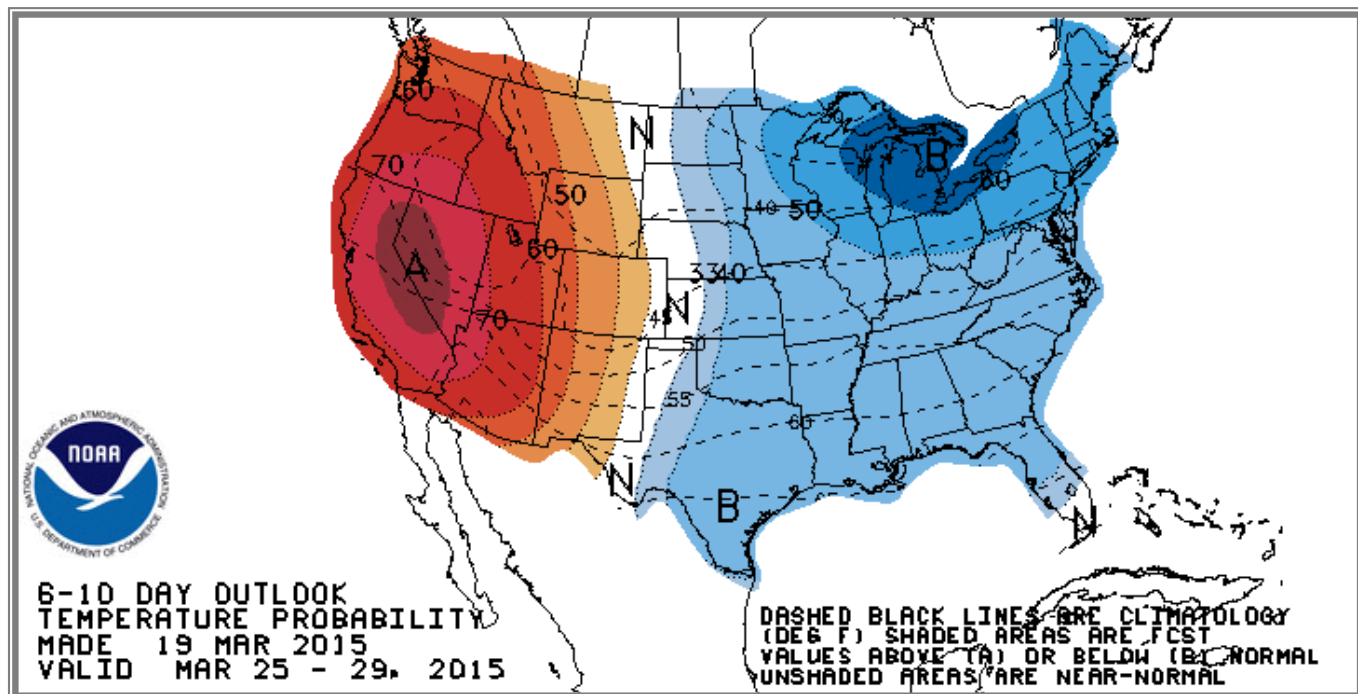 60
N
B
70
60
50
40 50
A
60
33 40
70
45 N
50
55
60
N
B
N
NATIONAL OCEANIC AND ATMOSPHERIC ADMINISTRATION
NOAA
U.S. DEPARTMENT OF COMMERCE
6-10 DAY OUTLOOK
TEMPERATURE PROBABILITY
MADE 19 MAR 2015
VALID MAR 25 - 29, 2015
DASHED BLACK LINES ARE CLIMATOLOGY
(DEG F) SHADED AREAS ARE FCST
VALUES ABOVE (A) OR BELOW (B) NORMAL
UNSHADED AREAS ARE NEAR-NORMAL